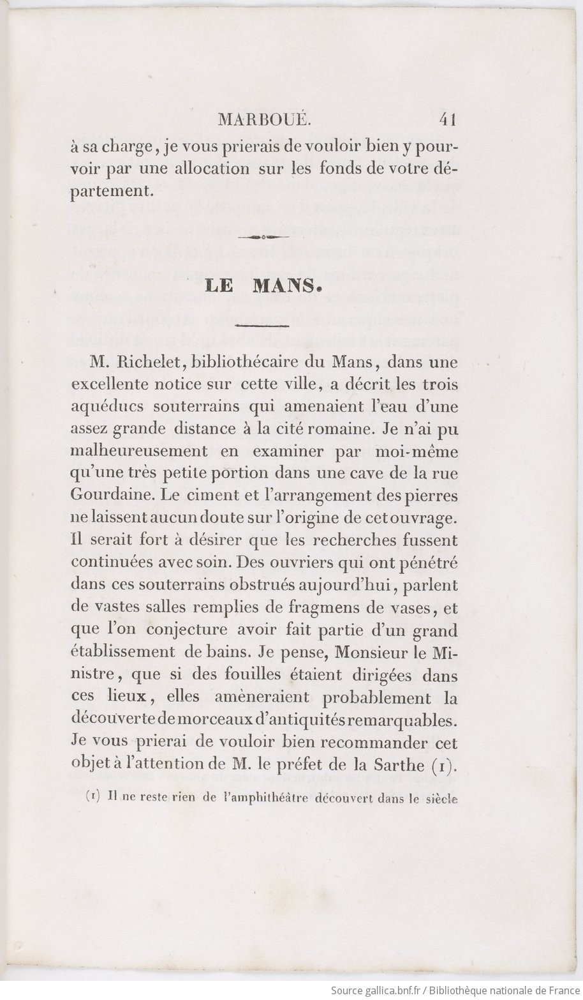 MARBOUÉ. 41
à sa charge, je vous prierais de vouloir bien y pour-
voir par une allocation sur les fonds de votre dé-
partement.
LE MANS.
M. Richelet, bibliothécaire du Mans, dans une
excellente notice sur cette ville, a décrit les trois
aquéducs souterrains qui amenaient l'eau d'une
assez grande distance à la cité romaine. Je n'ai pu
malheureusement en examiner par moi-même
qu'une très petite portion dans une cave de la rue
Gourdaine. Le ciment et l'arrangement des pierres
ne laissent aucun doute sur l'origine de cet ouvrage.
Il serait fort à désirer que les recherches fussent
continuées avec soin. Des ouvriers qui ont pénétré
dans ces souterrains obstrués aujourd'hui, parlent
de vastes salles remplies de fragmens de vases, et
que l'on conjecture avoir fait partie d'un grand
établissement de bains. Je pense, Monsieur le Mi-
nistre, que si des fouilles étaient dirigées dans
ces lieux, elles amèneraient probablement la
découverte de morceaux d'antiquités remarquables.
Je vous prierai de vouloir bien recommander cet
objet à l'attention de M. le préfet de la Sarthe (1).
(1) Il ne reste rien de l'amphithéâtre découvert dans le siècle
Source gallica.bnf.fr / Bibliothèque nationale de France